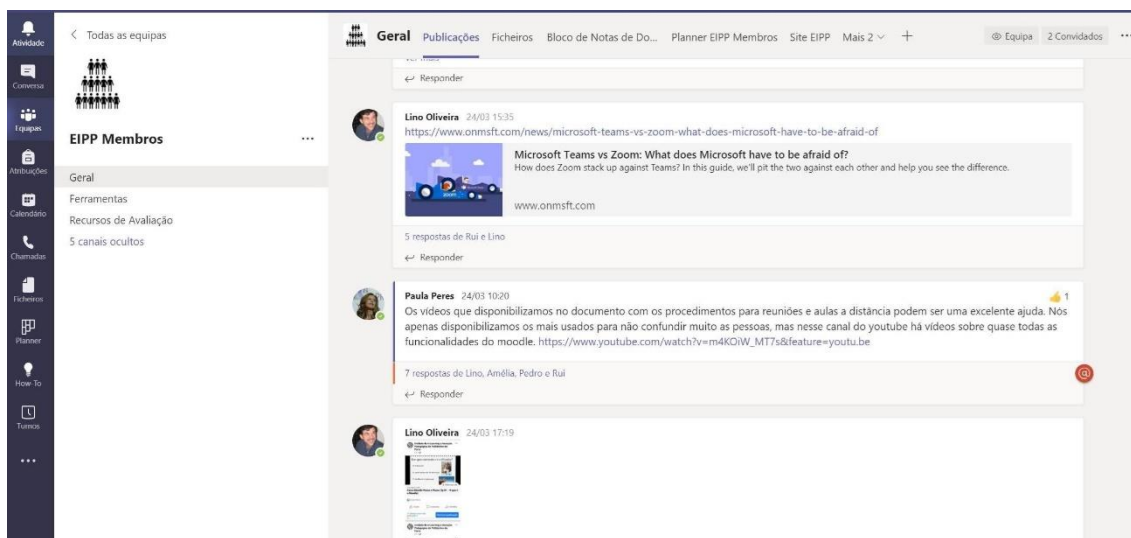 Atividade
Conversa
Equipas
Atribuições
Calendário
Chamadas
Ficheiros
Planner
How-To
Turnos
Todas as equipas
EIPP Membros
Geral
Ferramentas
Recursos de Avaliação
5 canais ocultos
Geral Publicações Ficheiros Bloco de Notas de Do... Planner EIPP Membros Site EIPP Mais 2
Equipa 2 Convidados
Responder
Lino Oliveira 24/03 15:35
https://www.onmsft.com/news/microsoft-teams-vs-zoom-what-does-microsoft-have-to-be-afraid-of
Microsoft Teams vs Zoom: What does Microsoft have to be afraid of?
How does Zoom stack up against Teams? In this guide, we'll pit the two against each other and help you see the difference.
zoom
www.onmsft.com
5 respostas de Rui e Lino
Responder
Paula Peres 24/03 10:20
1
Os vídeos que disponibilizamos no documento com os procedimentos para reuniões e aulas a distância podem ser uma excelente ajuda. Nós
apenas disponibilizamos os mais usados para não confundir muito as pessoas, mas nesse canal do youtube há vídeos sobre quase todas as
funcionalidades do moodle. https://www.youtube.com/watch?v=m4KOiW_MT7s&feature=youtu.be
7 respostas de Lino, Amélia, Pedro e Rui
@
Responder
Lino Oliveira 24/03 17:19